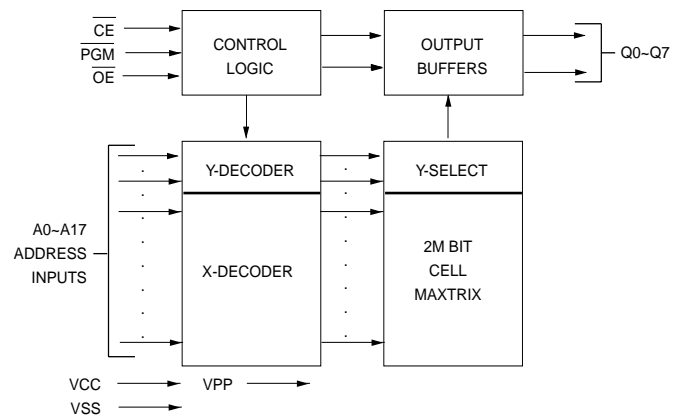 CE
PGM
OE
CONTROL
LOGIC
OUTPUT
BUFFERS
Q0~Q7
Y-DECODER
Y-SELECT
A0~A17
ADDRESS
INPUTS
X-DECODER
2M BIT
CELL
MAXTRIX
VCC
VPP
VSS